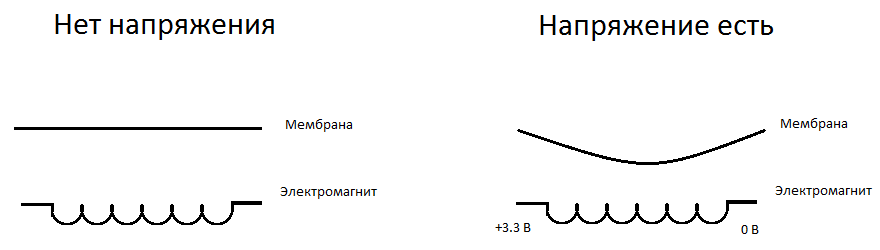 Нет напряжения
Напряжение есть
Мембрана
Мембрана
Электромагнит
Электромагнит
+3.3 В
0 В